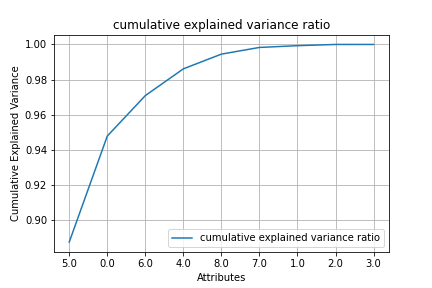 cumulative explained variance ratio
1.00
0.98
0.96
0.94
0.92
0.90
Cumulative Explained Variance
cumulative explained variance ratio
5.0 0.0 6.0 4.0 8.0 7.0 1.0 2.0 3.0
Attributes